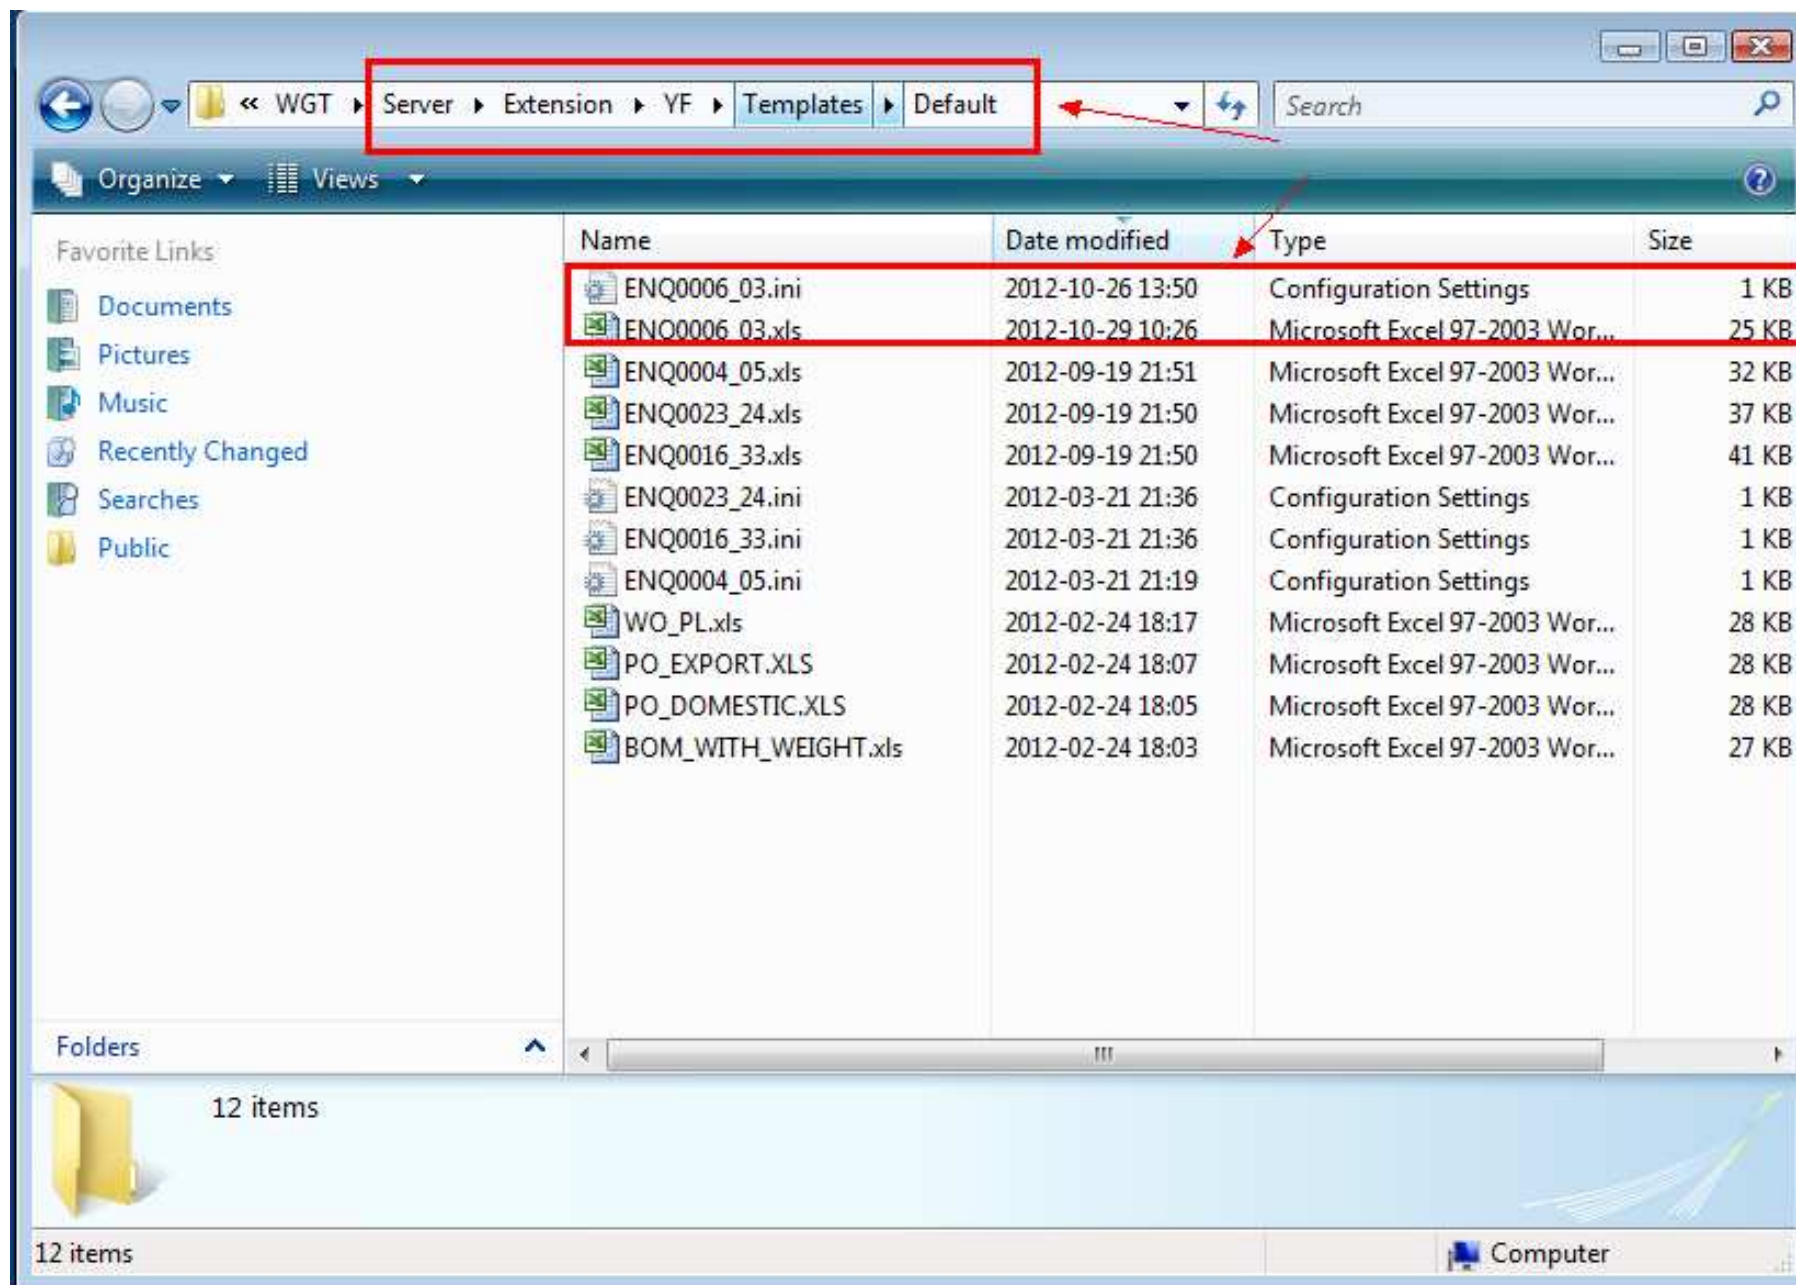 « WGT Server Extension YF Templates Default Search
Organize Views
Favorite Links
Documents
Pictures
Music
Recently Changed
Searches
Public
Name Date modified Type Size
ENQ0006_03.ini 2012-10-26 13:50 Configuration Settings 1 KB
ENQ0006_03.xls 2012-10-29 10:26 Microsoft Excel 97-2003 Wor... 25 KB
ENQ0004_05.xls 2012-09-19 21:51 Microsoft Excel 97-2003 Wor... 32 KB
ENQ0023_24.xls 2012-09-19 21:50 Microsoft Excel 97-2003 Wor... 37 KB
ENQ0016_33.xls 2012-09-19 21:50 Microsoft Excel 97-2003 Wor... 41 KB
ENQ0023_24.ini 2012-03-21 21:36 Configuration Settings 1 KB
ENQ0016_33.ini 2012-03-21 21:36 Configuration Settings 1 KB
ENQ0004_05.ini 2012-03-21 21:19 Configuration Settings 1 KB
WO_PL.xls 2012-02-24 18:17 Microsoft Excel 97-2003 Wor... 28 KB
PO_EXPORT.XLS 2012-02-24 18:07 Microsoft Excel 97-2003 Wor... 28 KB
PO_DOMESTIC.XLS 2012-02-24 18:05 Microsoft Excel 97-2003 Wor... 28 KB
BOM_WITH_WEIGHT.xls 2012-02-24 18:03 Microsoft Excel 97-2003 Wor... 27 KB
Folders
12 items
12 items Computer